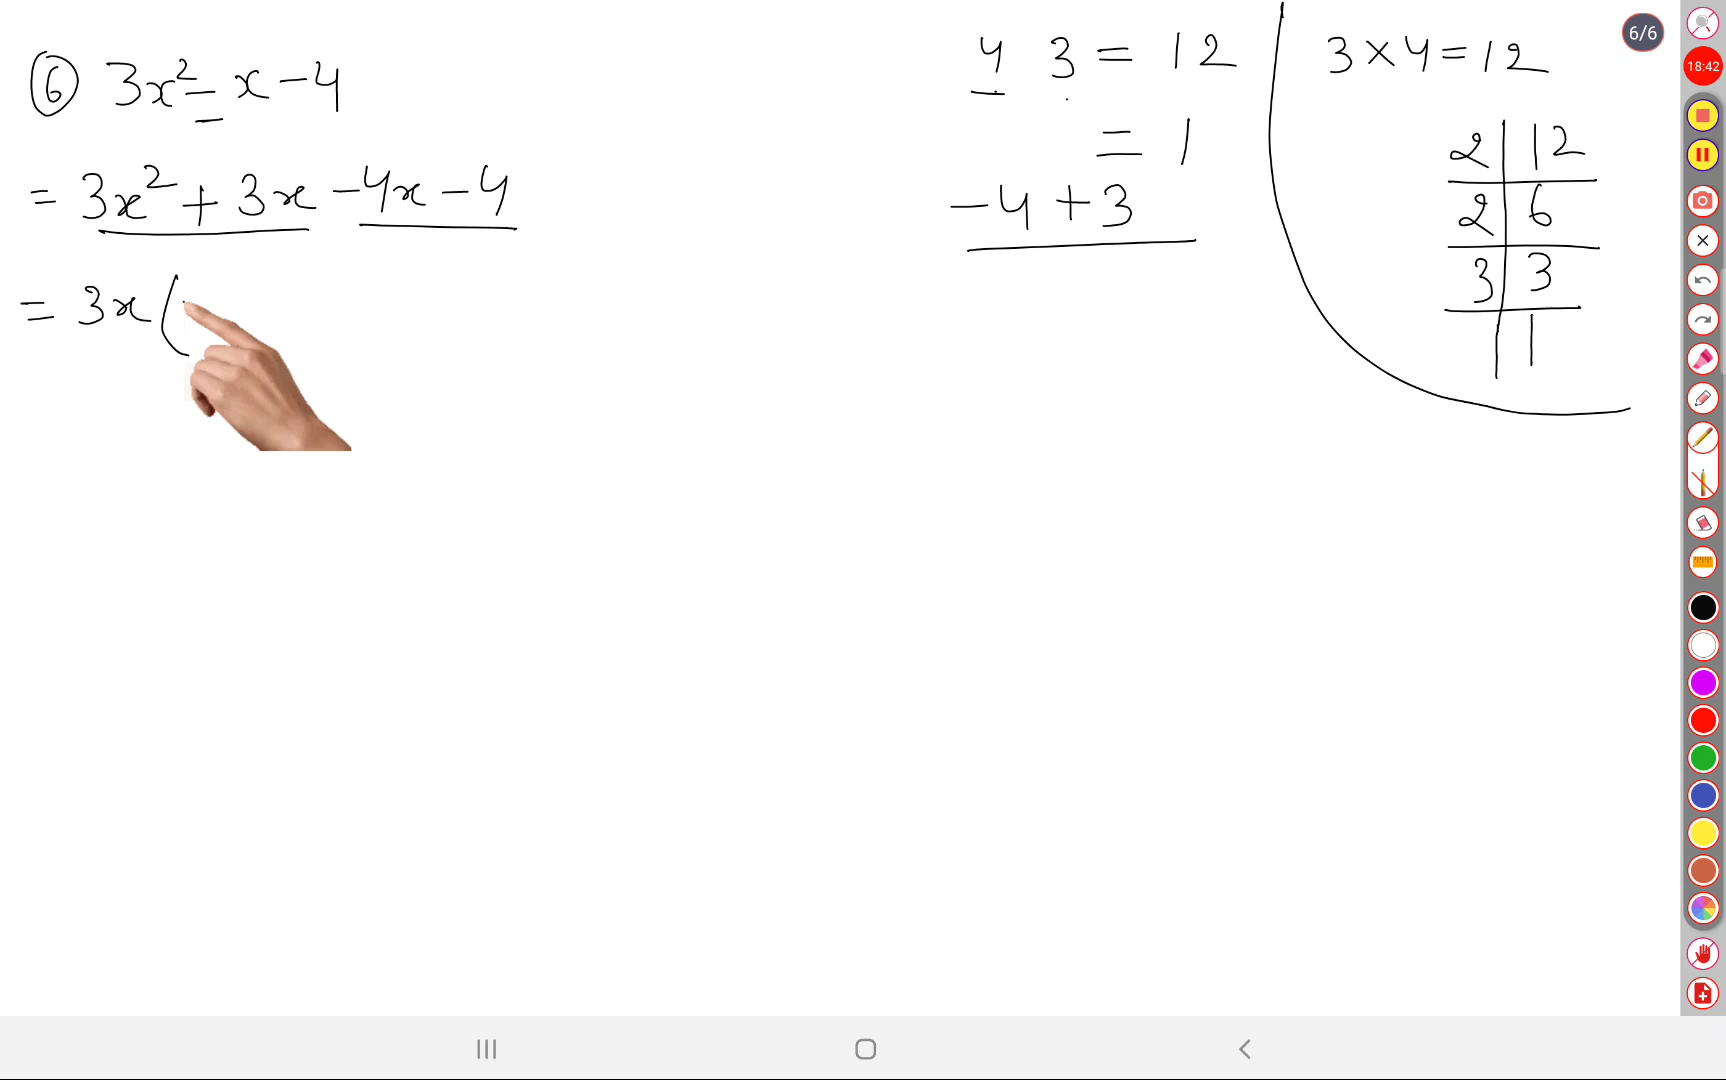 ⑥ 3x² - x - 4
= 3x² + 3x - 4x - 4
= 3x (
4 3 = 12
= 1
- 4 + 3
3 × 4 = 12
2 | 12
2 | 6
3 | 3
| 1
6/6
18:42